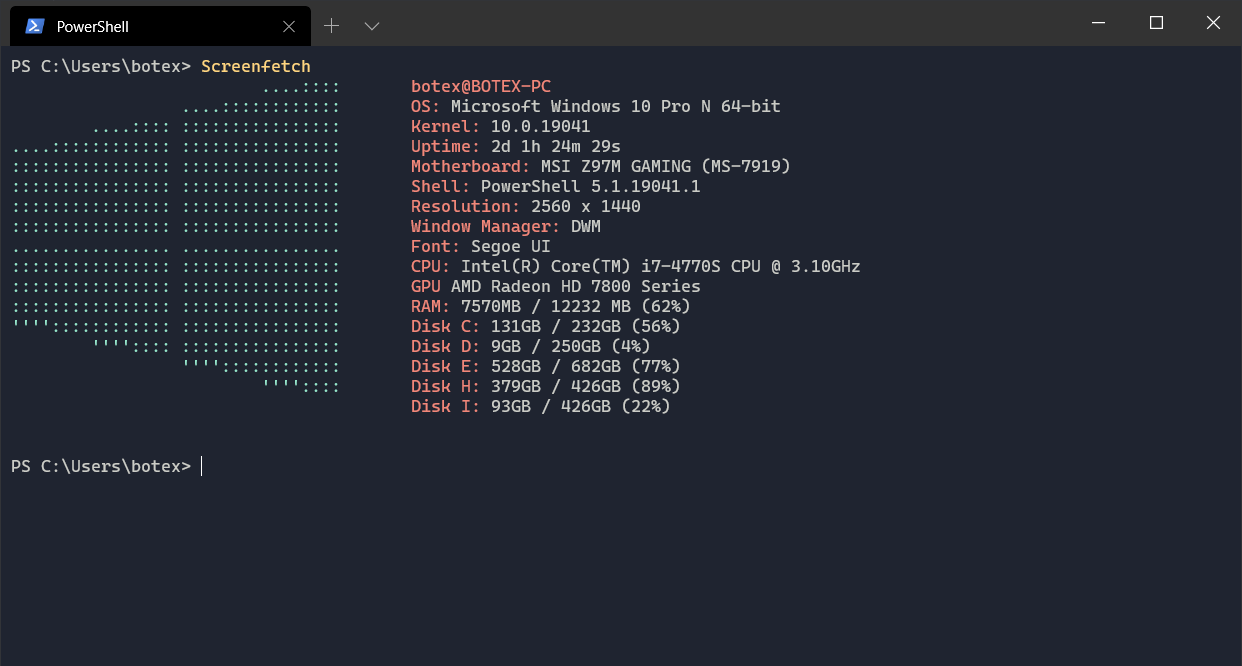 PowerShell
PS C:\Users\botex> Screenfetch
botex@BOTEX-PC
OS: Microsoft Windows 10 Pro N 64-bit
Kernel: 10.0.19041
Uptime: 2d 1h 24m 29s
Motherboard: MSI Z97M GAMING (MS-7919)
Shell: PowerShell 5.1.19041.1
Resolution: 2560 x 1440
Window Manager: DWM
Font: Segoe UI
CPU: Intel(R) Core(TM) i7-4770S CPU @ 3.10GHz
GPU AMD Radeon HD 7800 Series
RAM: 7570MB / 12232 MB (62%)
Disk C: 131GB / 232GB (56%)
Disk D: 9GB / 250GB (4%)
Disk E: 528GB / 682GB (77%)
Disk H: 379GB / 426GB (89%)
Disk I: 93GB / 426GB (22%)
PS C:\Users\botex>